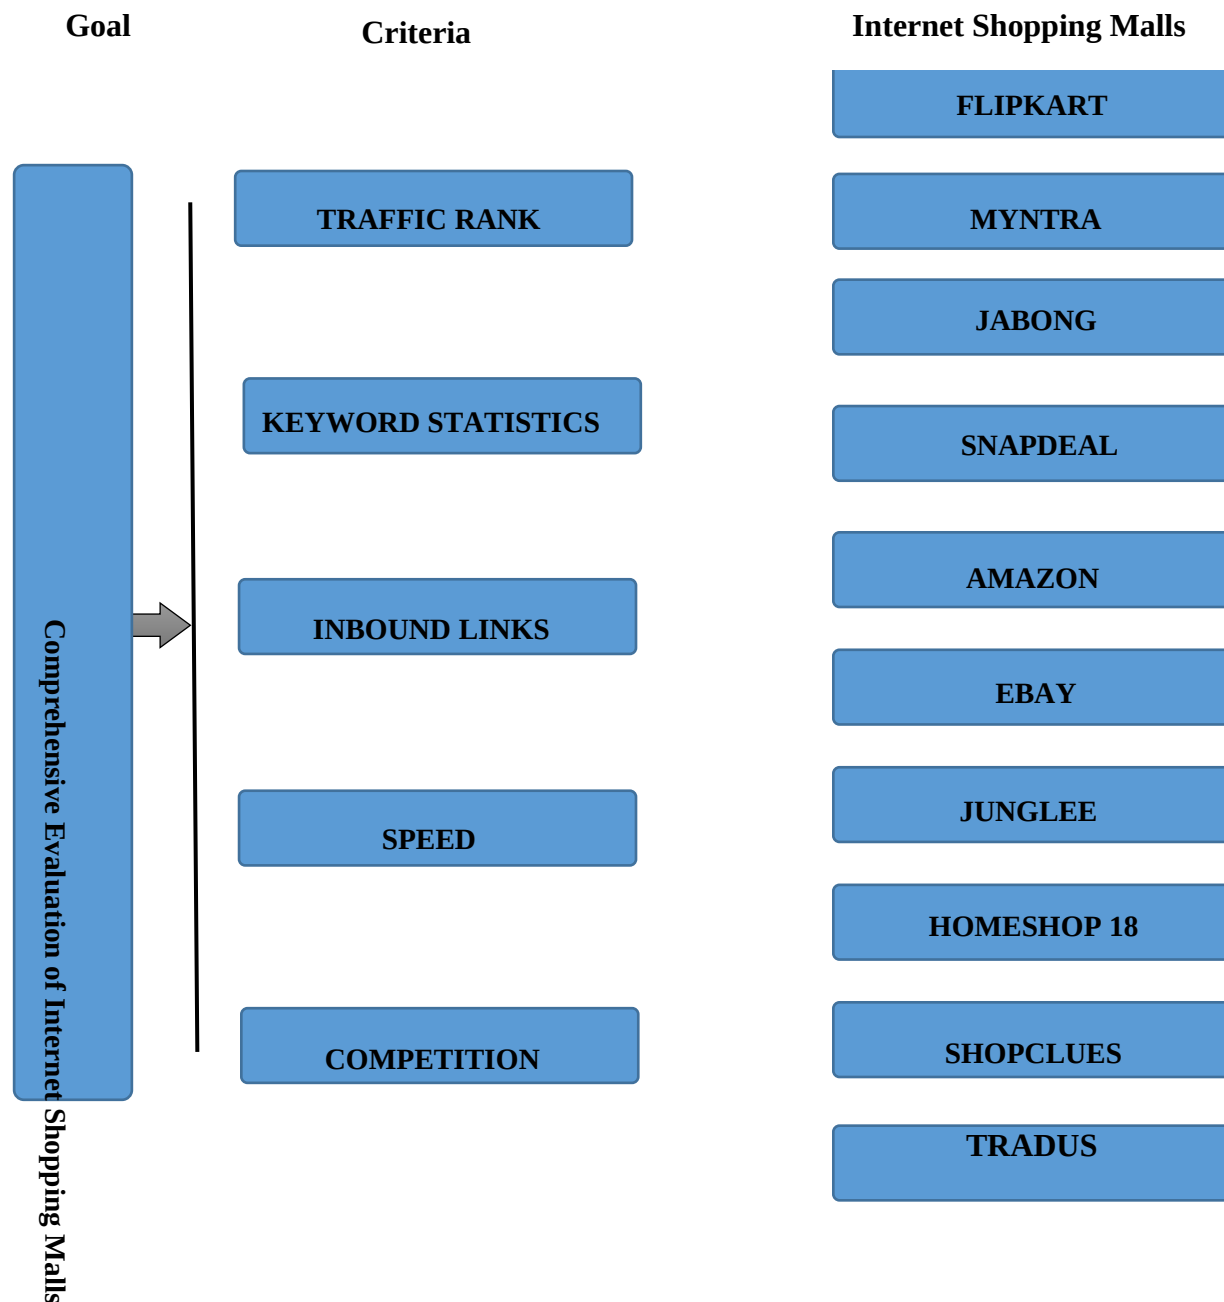 Goal
Criteria
Internet Shopping Malls
Comprehensive Evaluation of Internet Shopping Malls
TRAFFIC RANK
KEYWORD STATISTICS
INBOUND LINKS
SPEED
COMPETITION
FLIPKART
MYNTRA
JABONG
SNAPDEAL
AMAZON
EBAY
JUNGLEE
HOMESHOP 18
SHOPCLUES
TRADUS